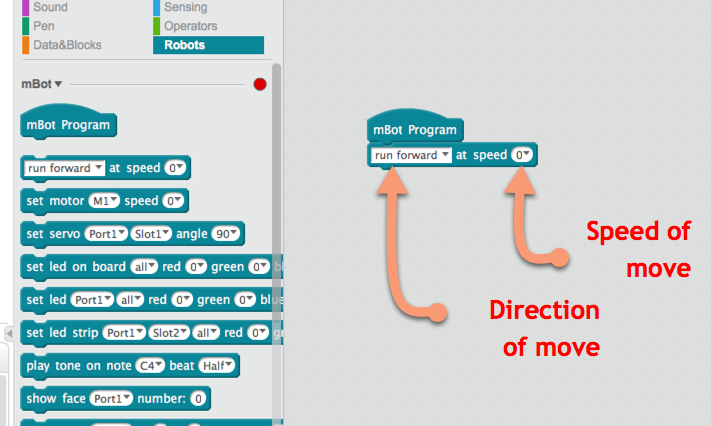 Sound
Sensing
Pen
Operators
Data&Blocks
Robots
mBot
mBot Program
run forward at speed 0
set motor M1 speed 0
set servo Port1 Slot1 angle 90
set led on board all red 0 green 0
set led Port1 all red 0 green 0 blue
set led strip Port1 Slot2 all red 0
play tone on note C4 beat Half
show face Port1 number: 0
mBot Program
run forward at speed 0
Speed of
move
Direction
of move